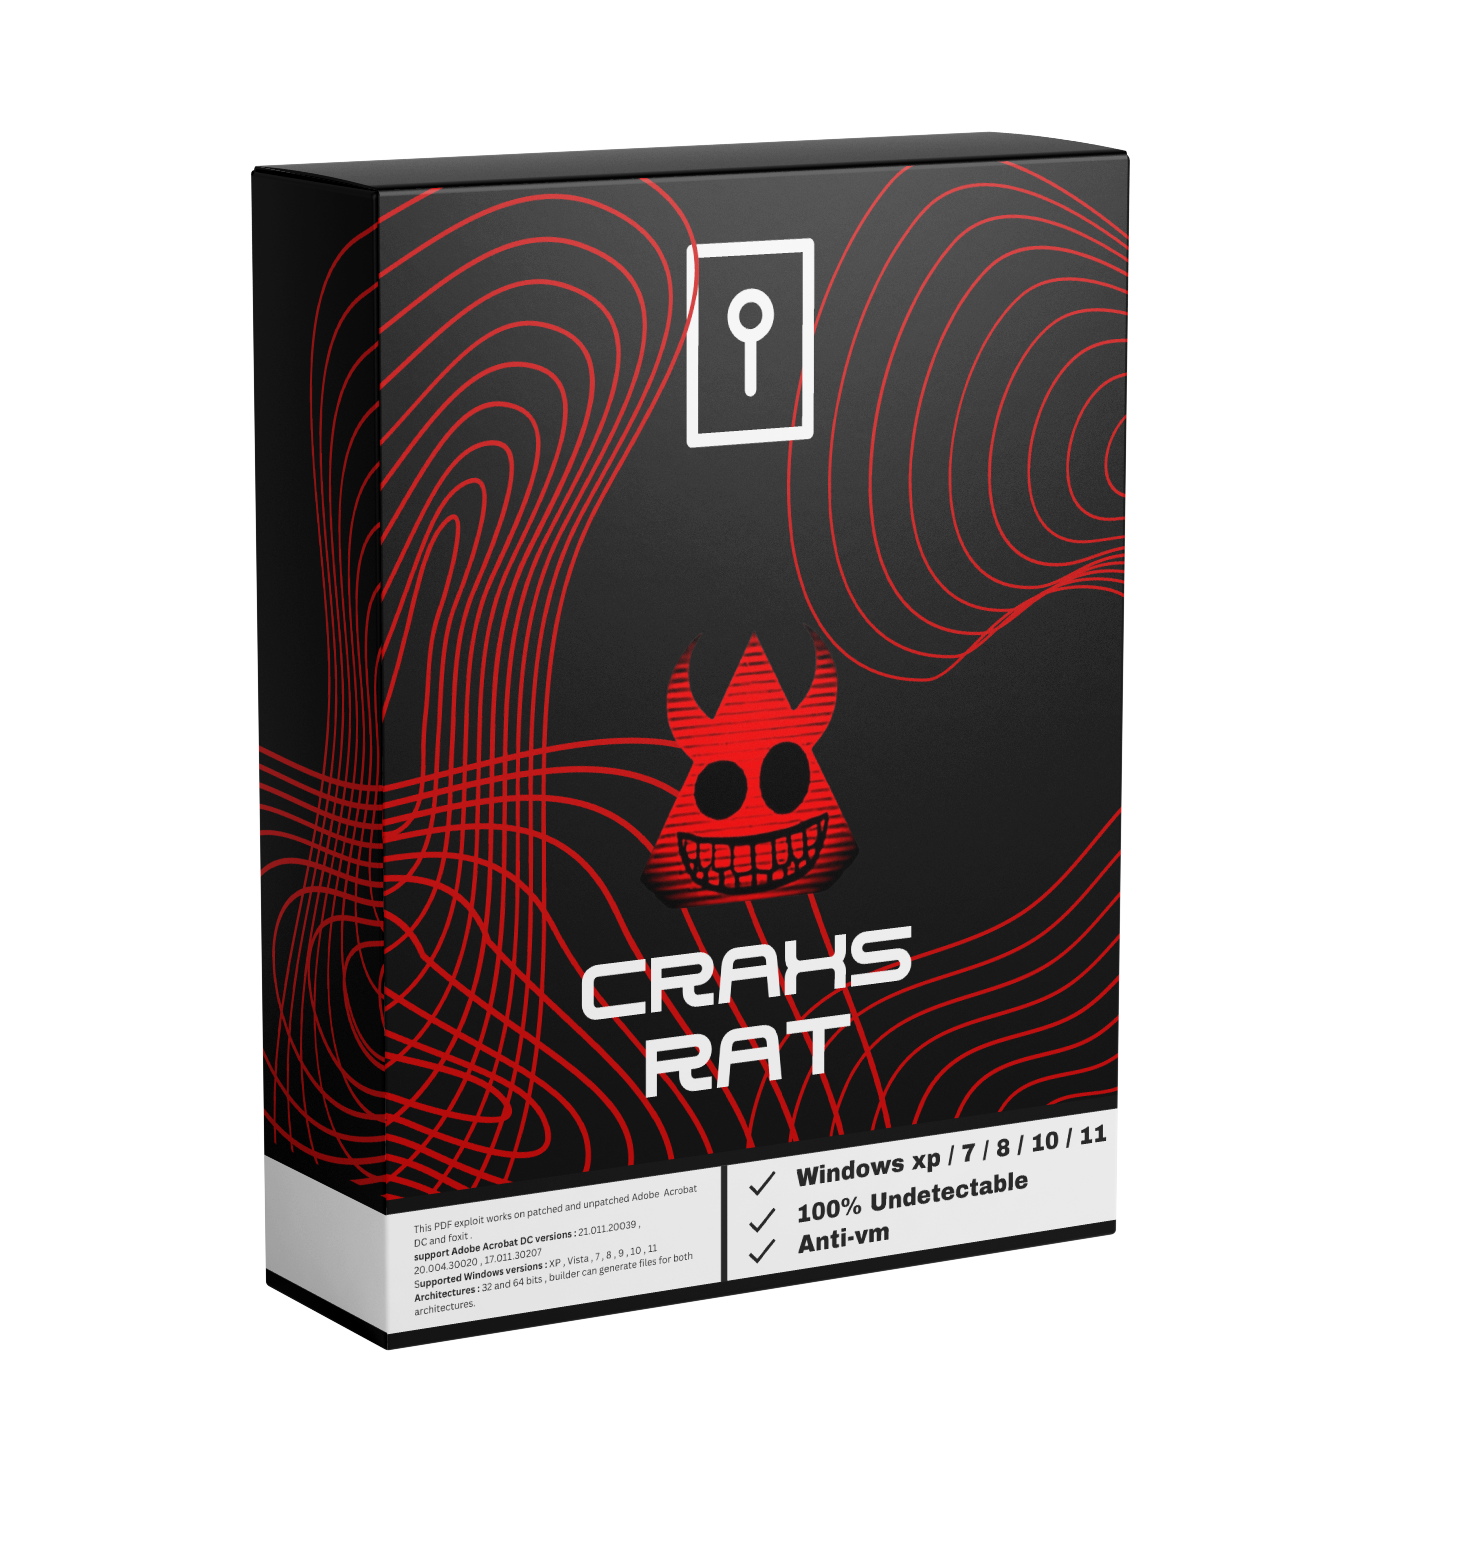 CRAXS
RAT
This PDF exploit works on patched and unpatched Adobe Acrobat
DC and foxit .
support Adobe Acrobat DC versions : 21.011.20039 ,
20.004.30020 , 17.011.30207
Supported Windows versions : XP , Vista , 7 , 8 , 9 , 10 , 11
Architectures : 32 and 64 bits , builder can generate files for both
architectures.
Windows xp / 7 / 8 / 10 / 11
100% Undetectable
Anti-vm